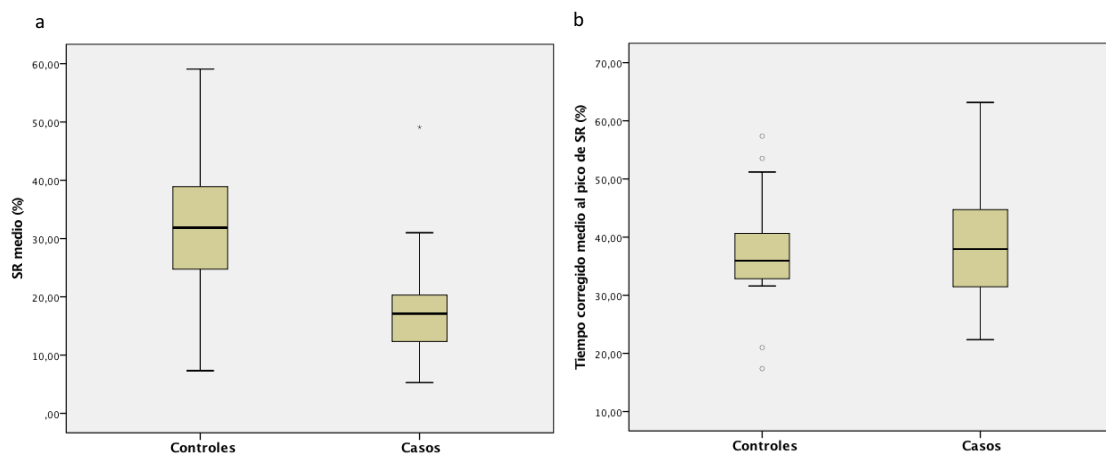 a
SR medio (%)
60,00
50,00
40,00
30,00
20,00
10,00
,00
*
Controles
Casos
b
Tiempo corregido medio al pico de SR (%)
70,00
60,00
50,00
40,00
30,00
20,00
10,00
Controles
Casos